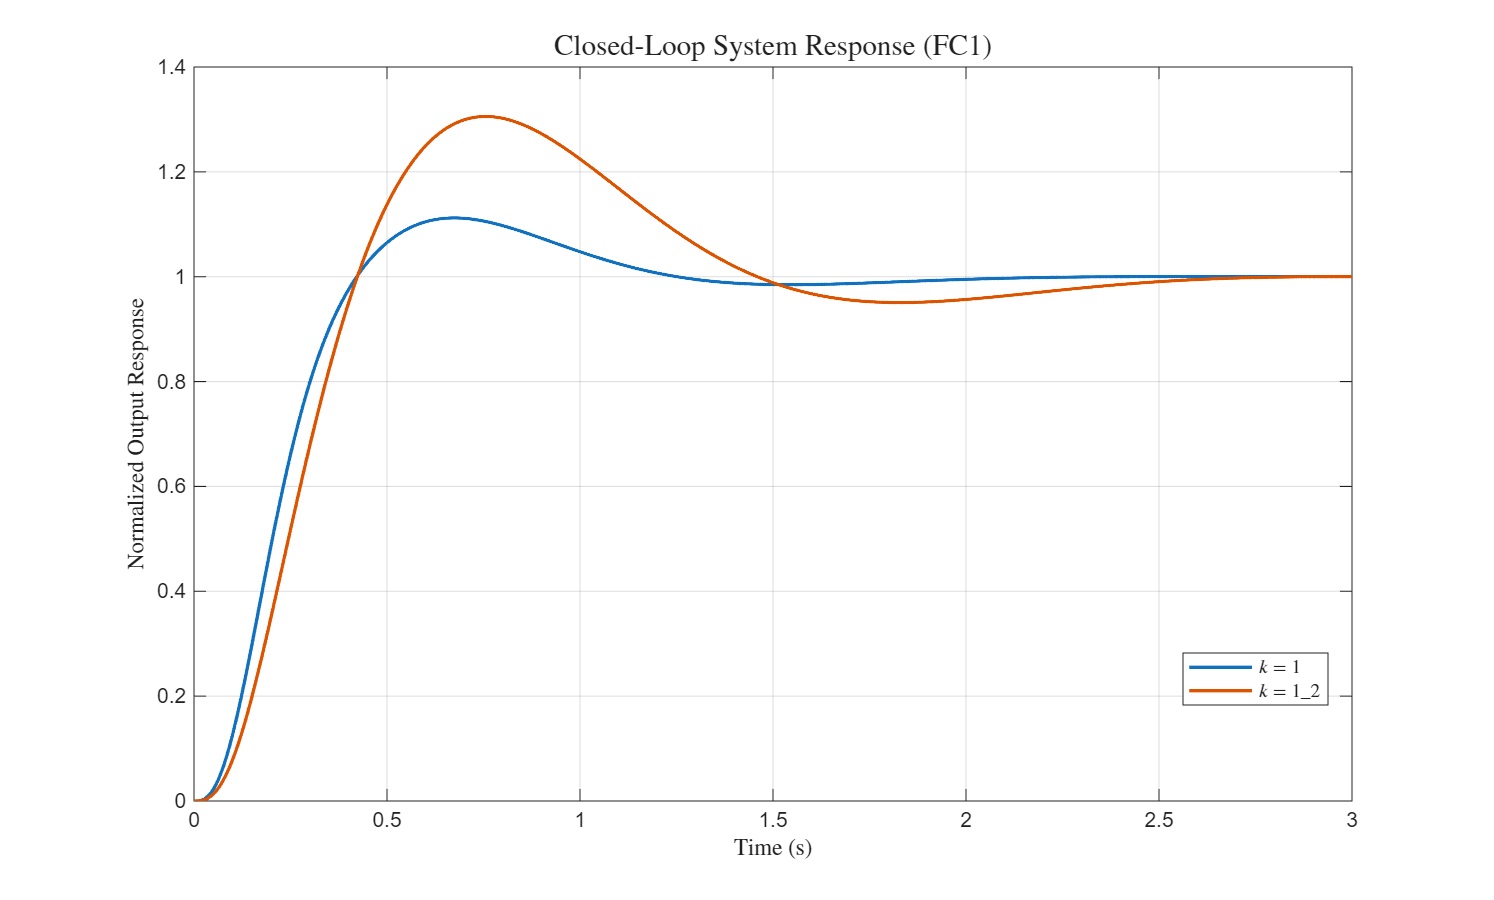 Closed-Loop System Response (FC1)
1.4
1.2
1
0.8
0.6
0.4
0.2
0
Normalized Output Response
0 0.5 1 1.5 2 2.5 3
Time (s)
k = 1
k = 1_2